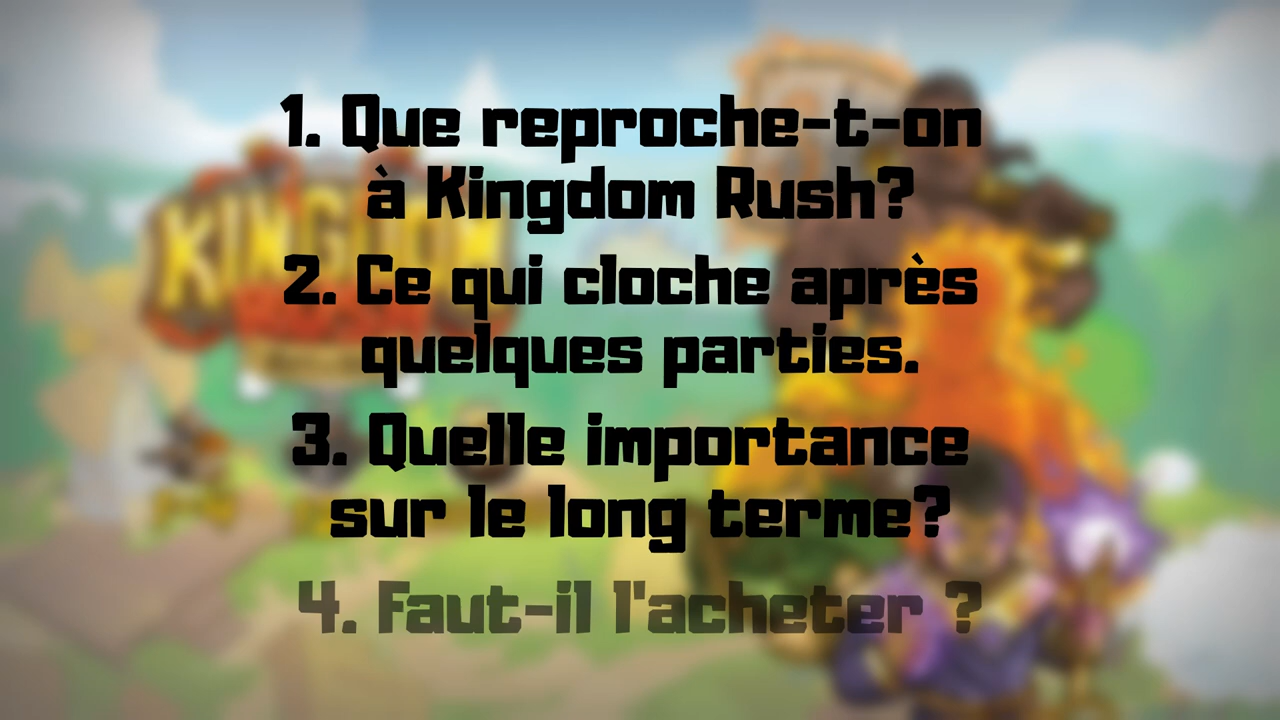 1. Que reproche-t-on
à Kingdom Rush?
2. Ce qui cloche après
quelques parties.
3. Quelle importance
sur le long terme?
4. Faut-il l'acheter ?
KINGDOM